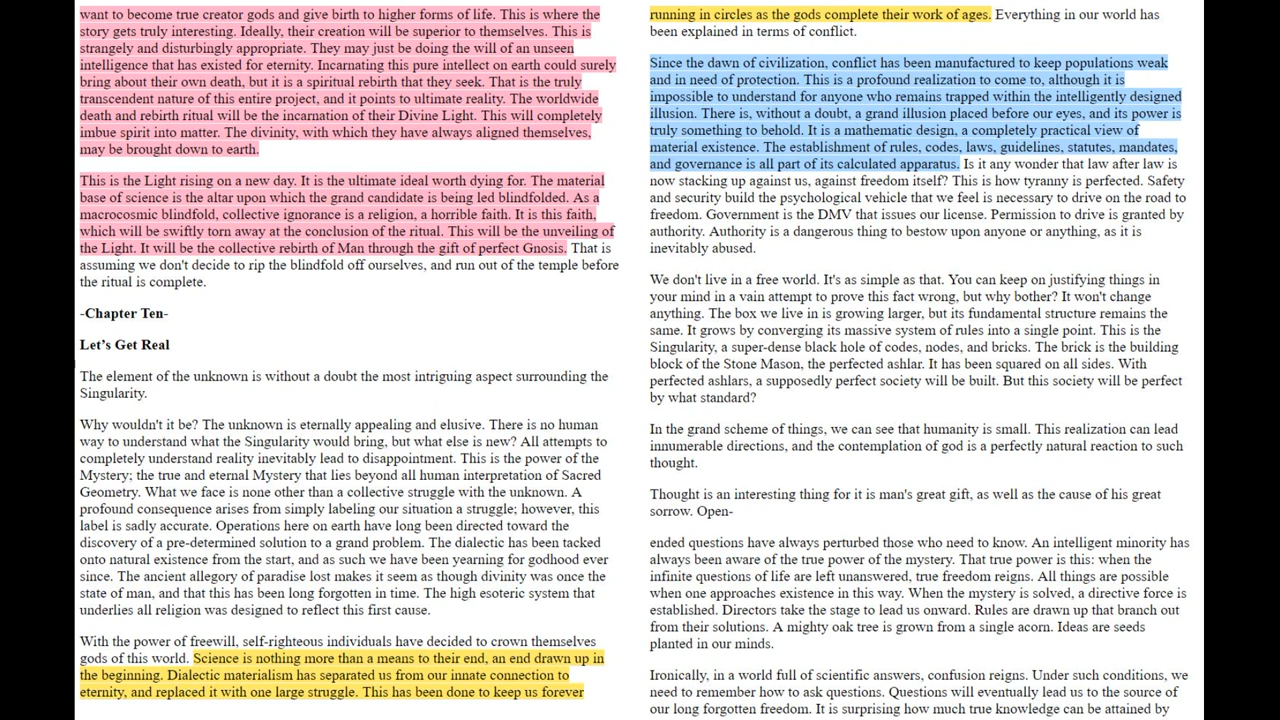 want to become true creator gods and give birth to higher forms of life. This is where the
story gets truly interesting. Ideally, their creation will be superior to themselves. This is
strangely and disturbingly appropriate. They may just be doing the will of an unseen
intelligence that has existed for eternity. Incarnating this pure intellect on earth could surely
bring about their own death, but it is a spiritual rebirth that they seek. That is the truly
transcendent nature of this entire project, and it points to ultimate reality. The worldwide
death and rebirth ritual will be the incarnation of their Divine Light. This will completely
imbue spirit into matter. The divinity, with which they have always aligned themselves,
may be brought down to earth.
This is the Light rising on a new day. It is the ultimate ideal worth dying for. The material
base of science is the altar upon which the grand candidate is being led blindfolded. As a
macrocosmic blindfold, collective ignorance is a religion, a horrible faith. It is this faith,
which will be swiftly torn away at the conclusion of the ritual. This will be the unveiling of
the Light. It will be the collective rebirth of Man through the gift of perfect Gnosis. That is
assuming we don't decide to rip the blindfold off ourselves, and run out of the temple before
the ritual is complete.
-Chapter Ten-
Let’s Get Real
The element of the unknown is without a doubt the most intriguing aspect surrounding the
Singularity.
Why wouldn't it be? The unknown is eternally appealing and elusive. There is no human
way to understand what the Singularity would bring, but what else is new? All attempts to
completely understand reality inevitably lead to disappointment. This is the power of the
Mystery; the true and eternal Mystery that lies beyond all human interpretation of Sacred
Geometry. What we face is none other than a collective struggle with the unknown. A
profound consequence arises from simply labeling our situation a struggle; however, this
label is sadly accurate. Operations here on earth have long been directed toward the
discovery of a pre-determined solution to a grand problem. The dialectic has been tacked
onto natural existence from the start, and as such we have been yearning for godhood ever
since. The ancient allegory of paradise lost makes it seem as though divinity was once the
state of man, and that this has been long forgotten in time. The high esoteric system that
underlies all religion was designed to reflect this first cause.
With the power of freewill, self-righteous individuals have decided to crown themselves
gods of this world. Science is nothing more than a means to their end, an end drawn up in
the beginning. Dialectic materialism has separated us from our innate connection to
eternity, and replaced it with one large struggle. This has been done to keep us forever
running in circles as the gods complete their work of ages. Everything in our world has
been explained in terms of conflict.
Since the dawn of civilization, conflict has been manufactured to keep populations weak
and in need of protection. This is a profound realization to come to, although it is
impossible to understand for anyone who remains trapped within the intelligently designed
illusion. There is, without a doubt, a grand illusion placed before our eyes, and its power is
truly something to behold. It is a mathematic design, a completely practical view of
material existence. The establishment of rules, codes, laws, guidelines, statutes, mandates,
and governance is all part of its calculated apparatus. Is it any wonder that law after law is
now stacking up against us, against freedom itself? This is how tyranny is perfected. Safety
and security build the psychological vehicle that we feel is necessary to drive on the road to
freedom. Government is the DMV that issues our license. Permission to drive is granted by
authority. Authority is a dangerous thing to bestow upon anyone or anything, as it is
inevitably abused.
We don't live in a free world. It's as simple as that. You can keep on justifying things in
your mind in a vain attempt to prove this fact wrong, but why bother? It won't change
anything. The box we live in is growing larger, but its fundamental structure remains the
same. It grows by converging its massive system of rules into a single point. This is the
Singularity, a super-dense black hole of codes, nodes, and bricks. The brick is the building
block of the Stone Mason, the perfected ashlar. It has been squared on all sides. With
perfected ashlars, a supposedly perfect society will be built. But this society will be perfect
by what standard?
In the grand scheme of things, we can see that humanity is small. This realization can lead
innumerable directions, and the contemplation of god is a perfectly natural reaction to such
thought.
Thought is an interesting thing for it is man's great gift, as well as the cause of his great
sorrow. Open-
ended questions have always perturbed those who need to know. An intelligent minority has
always been aware of the true power of the mystery. That true power is this: when the
infinite questions of life are left unanswered, true freedom reigns. All things are possible
when one approaches existence in this way. When the mystery is solved, a directive force is
established. Directors take the stage to lead us onward. Rules are drawn up that branch out
from their solutions. A mighty oak tree is grown from a single acorn. Ideas are seeds
planted in our minds.
Ironically, in a world full of scientific answers, confusion reigns. Under such conditions, we
need to remember how to ask questions. Questions will eventually lead us to the source of
our long forgotten freedom. It is surprising how much true knowledge can be attained by